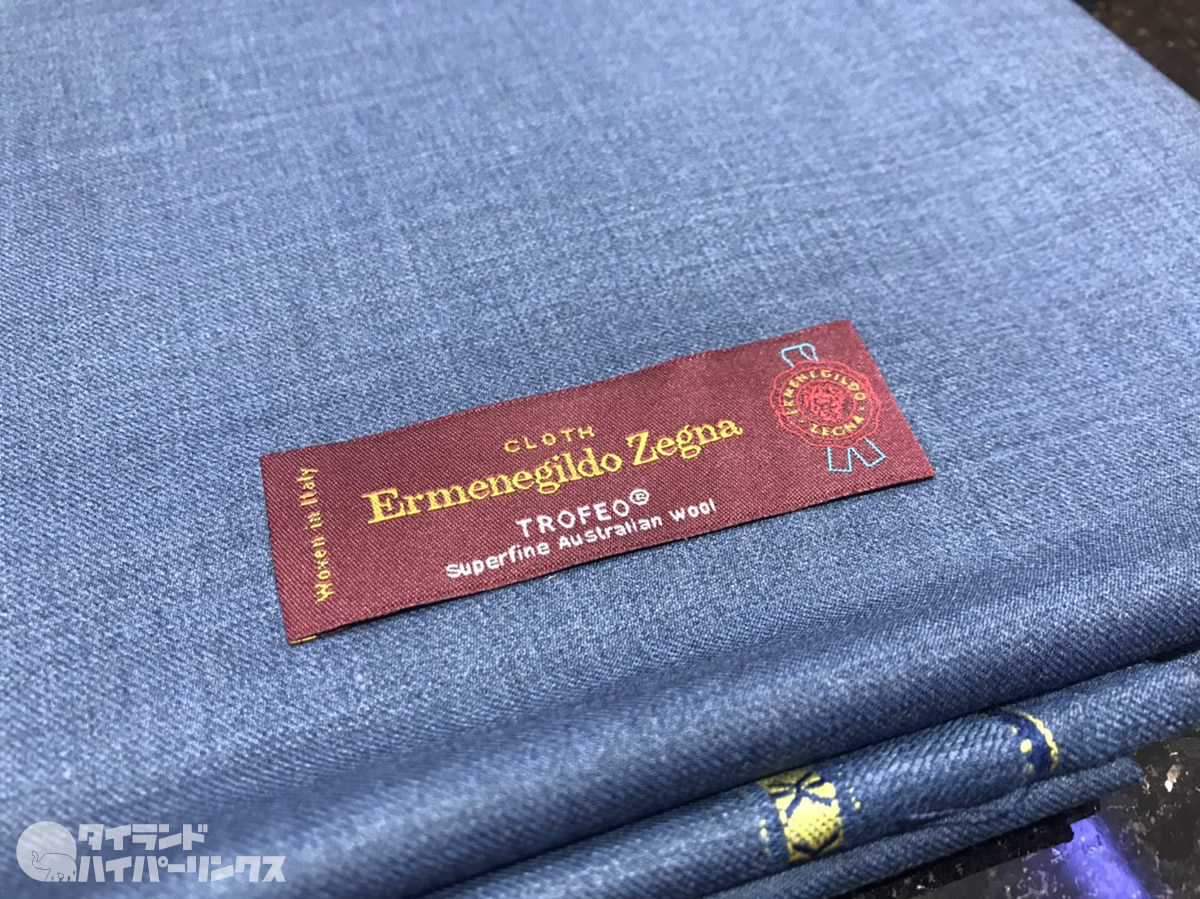 CLOTH
Ermenegildo Zegna
TROFEO®
Superfine Australian Wool
Woven in Italy
ERMENEGILDO
ZEGNA
タイランド
ハイパーリンクス